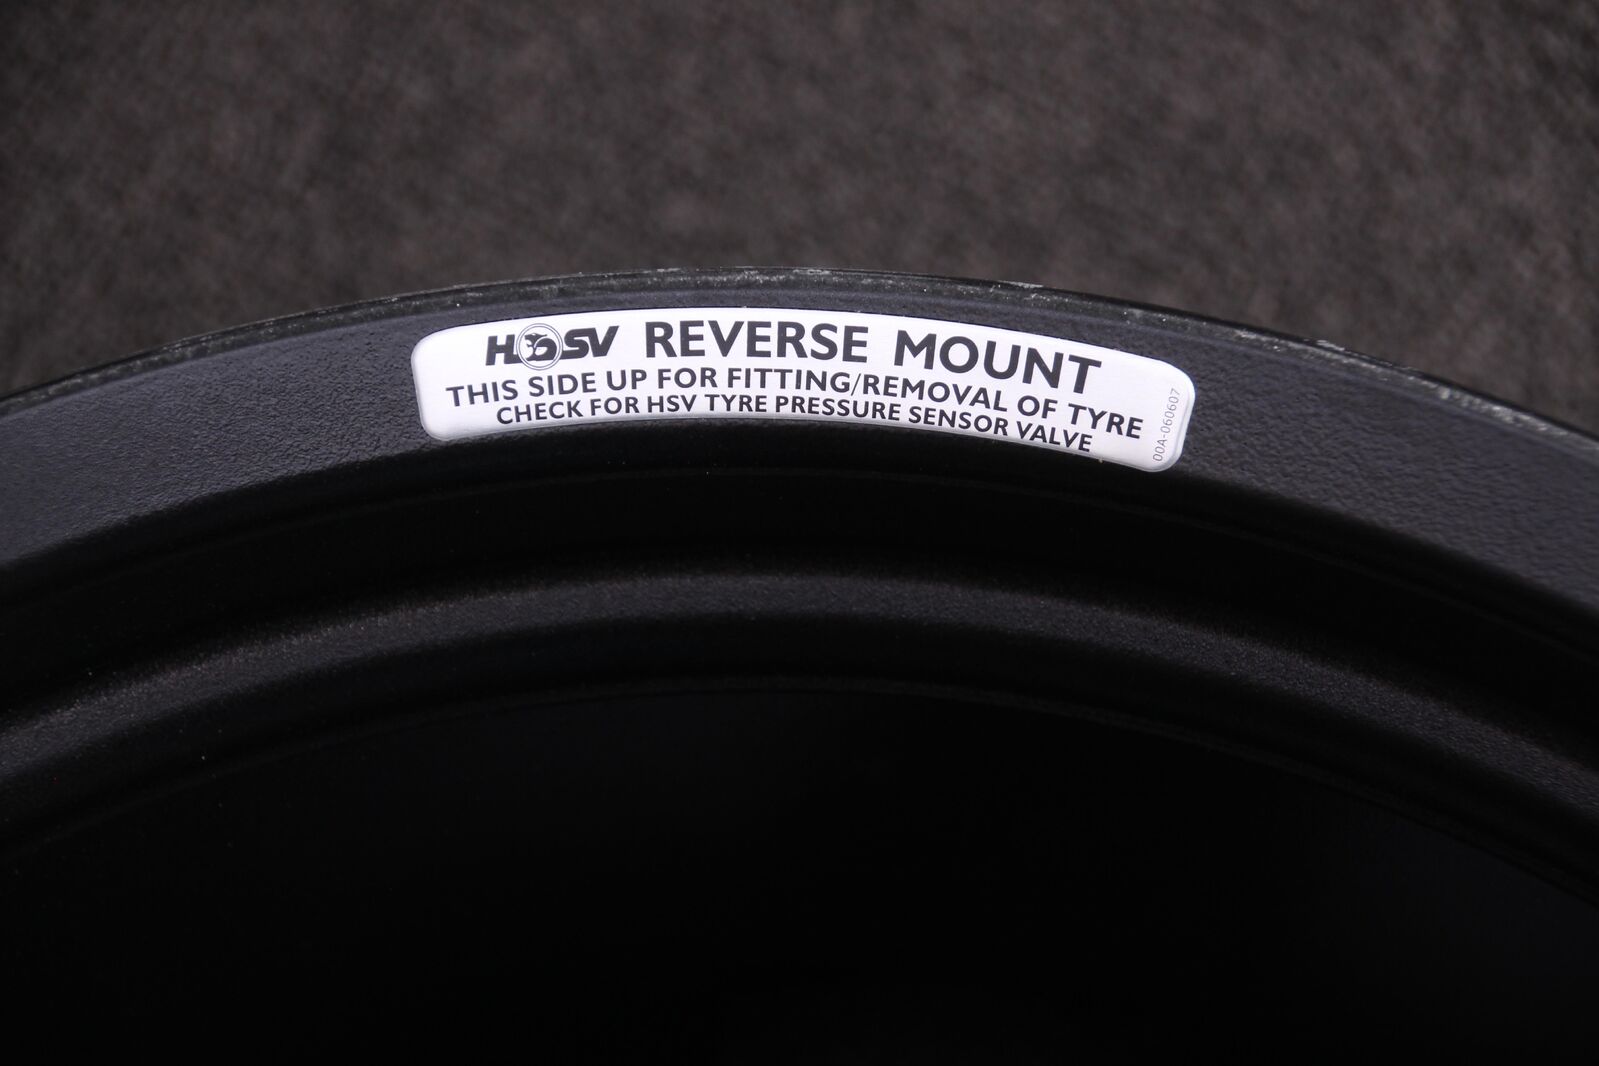 HSV REVERSE MOUNT
THIS SIDE UP FOR FITTING/REMOVAL OF TYRE
CHECK FOR HSV TYRE PRESSURE SENSOR VALVE
00A-060607